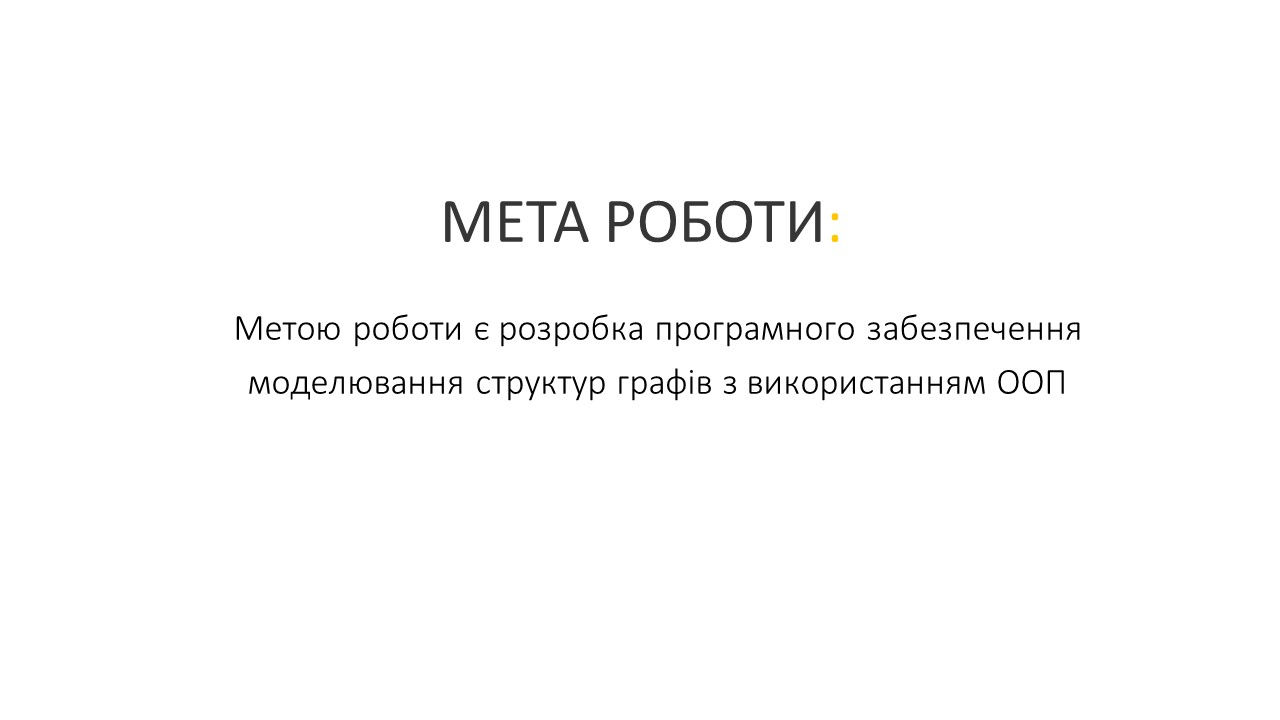 МЕТА РОБОТИ:
Метою роботи є розробка програмного забезпечення
моделювання структур графів з використанням ООП